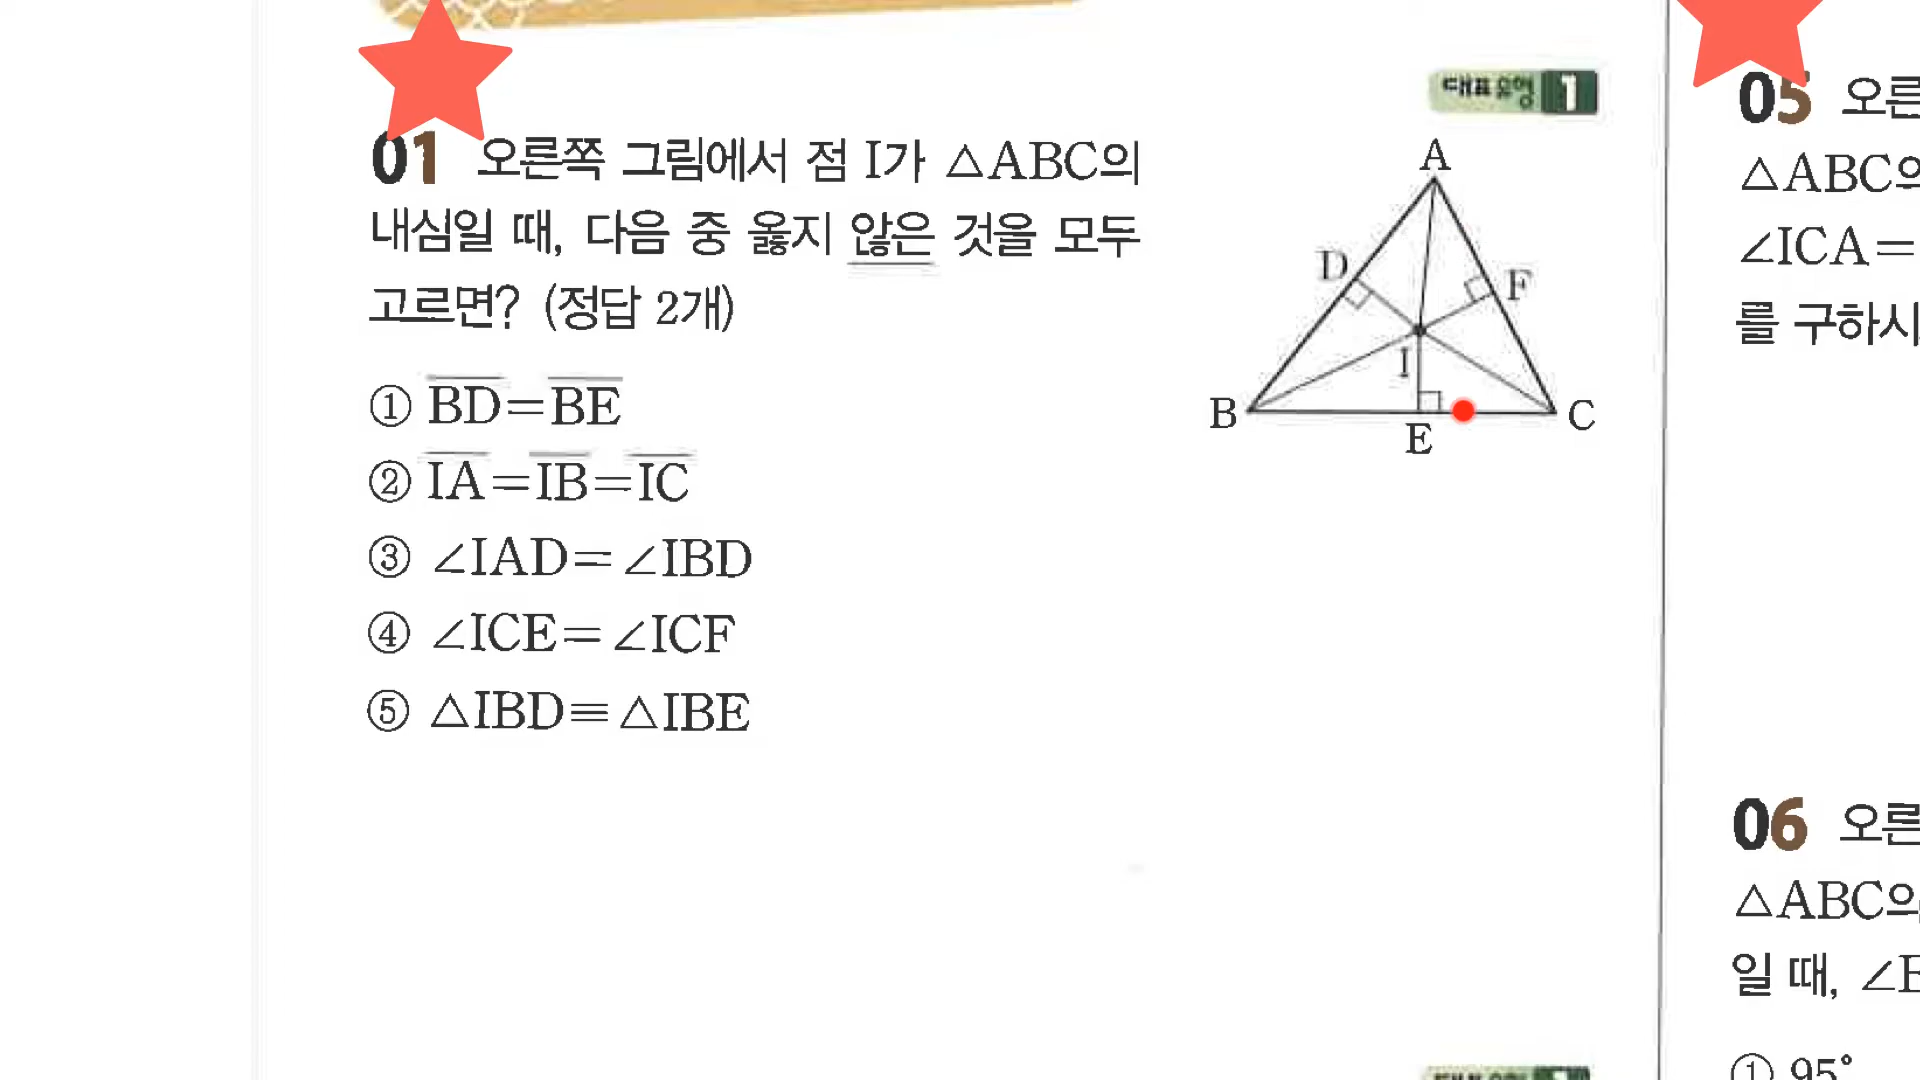 대표 유형 1
01 오른쪽 그림에서 점 I가 △ABC의
내심일 때, 다음 중 옳지 않은 것을 모두
고르면? (정답 2개)
① BD=BE
② IA=IB=IC
③ ∠IAD=∠IBD
④ ∠ICE=∠ICF
⑤ △IBD≡△IBE
A
D
F
I
B
E
C
05 오른
△ABC의
∠ICA=
를 구하시
06 오른
△ABC의
일 때, ∠B
① 95°